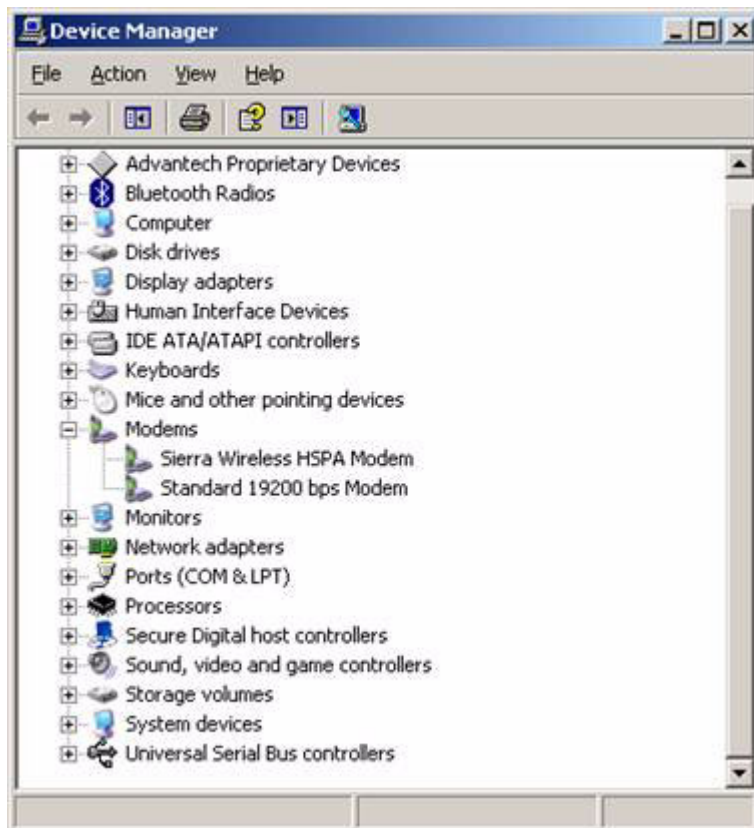 Device Manager
File Action View Help
Advantech Proprietary Devices
Bluetooth Radios
Computer
Disk drives
Display adapters
Human Interface Devices
IDE ATA/ATAPI controllers
Keyboards
Mice and other pointing devices
Modems
Sierra Wireless HSPA Modem
Standard 19200 bps Modem
Monitors
Network adapters
Ports (COM & LPT)
Processors
Secure Digital host controllers
Sound, video and game controllers
Storage volumes
System devices
Universal Serial Bus controllers